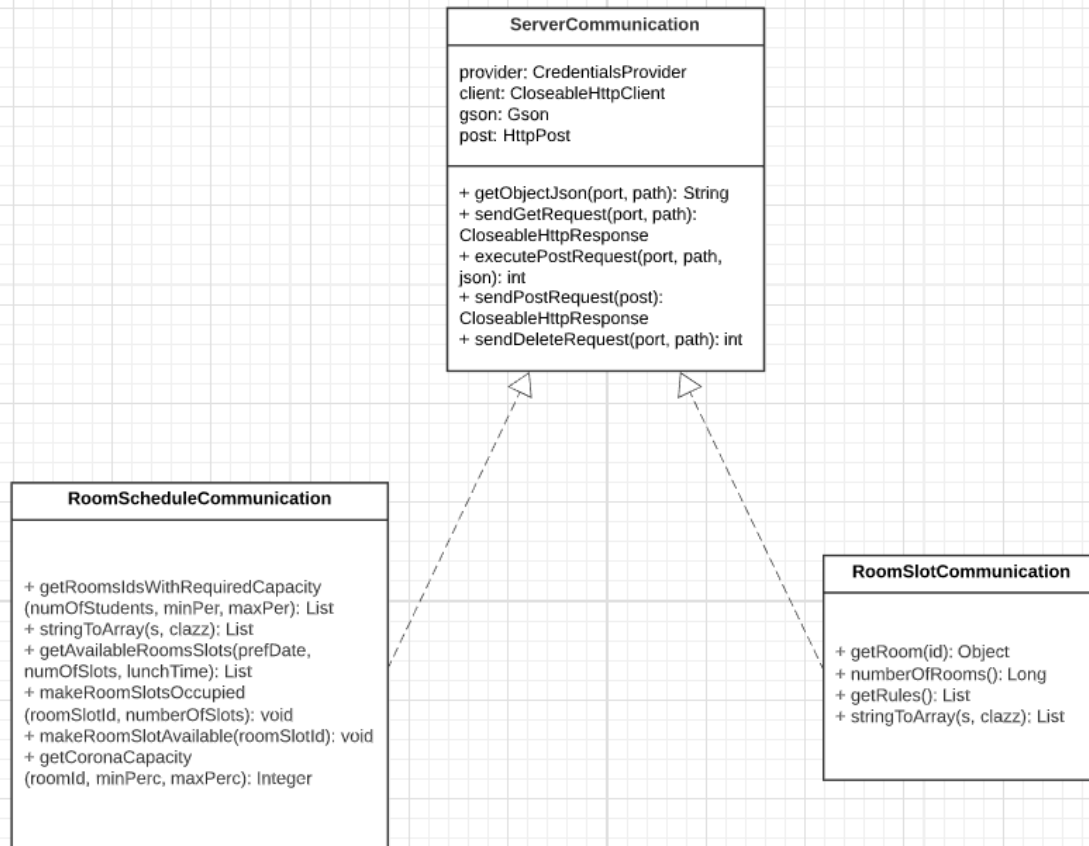 ServerCommunication
provider: CredentialsProvider
client: CloseableHttpClient
gson: Gson
post: HttpPost
+ getObjectJson(port, path): String
+ sendGetRequest(port, path):
CloseableHttpResponse
+ executePostRequest(port, path,
json): int
+ sendPostRequest(post):
CloseableHttpResponse
+ sendDeleteRequest(port, path): int
RoomScheduleCommunication
+ getRoomsIdsWithRequiredCapacity
(numOfStudents, minPer, maxPer): List
+ stringToArray(s, clazz): List
+ getAvailableRoomsSlots(prefDate,
numOfSlots, lunchTime): List
+ makeRoomSlotsOccupied
(roomSlotId, numberOfSlots): void
+ makeRoomSlotAvailable(roomSlotId): void
+ getCoronaCapacity
(roomId, minPerc, maxPerc): Integer
RoomSlotCommunication
+ getRoom(id): Object
+ numberOfRooms(): Long
+ getRules(): List
+ stringToArray(s, clazz): List